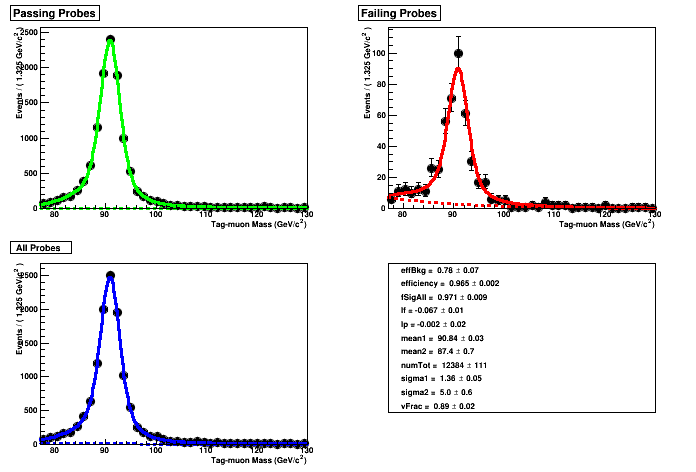 Passing Probes
Events / ( 1.325 GeV/c² )
2500
2000
1500
1000
500
0
80 90 100 110 120 130
Tag-muon Mass (GeV/c²)
Failing Probes
Events / ( 1.325 GeV/c² )
100
80
60
40
20
0
80 90 100 110 120 130
Tag-muon Mass (GeV/c²)
All Probes
Events / ( 1.325 GeV/c² )
2500
2000
1500
1000
500
0
80 90 100 110 120 130
Tag-muon Mass (GeV/c²)
effBkg = 0.78 ± 0.07
efficiency = 0.965 ± 0.002
fSigAll = 0.971 ± 0.009
lf = -0.067 ± 0.01
lp = -0.002 ± 0.02
mean1 = 90.84 ± 0.03
mean2 = 87.4 ± 0.7
numTot = 12384 ± 111
sigma1 = 1.36 ± 0.05
sigma2 = 5.0 ± 0.6
vFrac = 0.89 ± 0.02